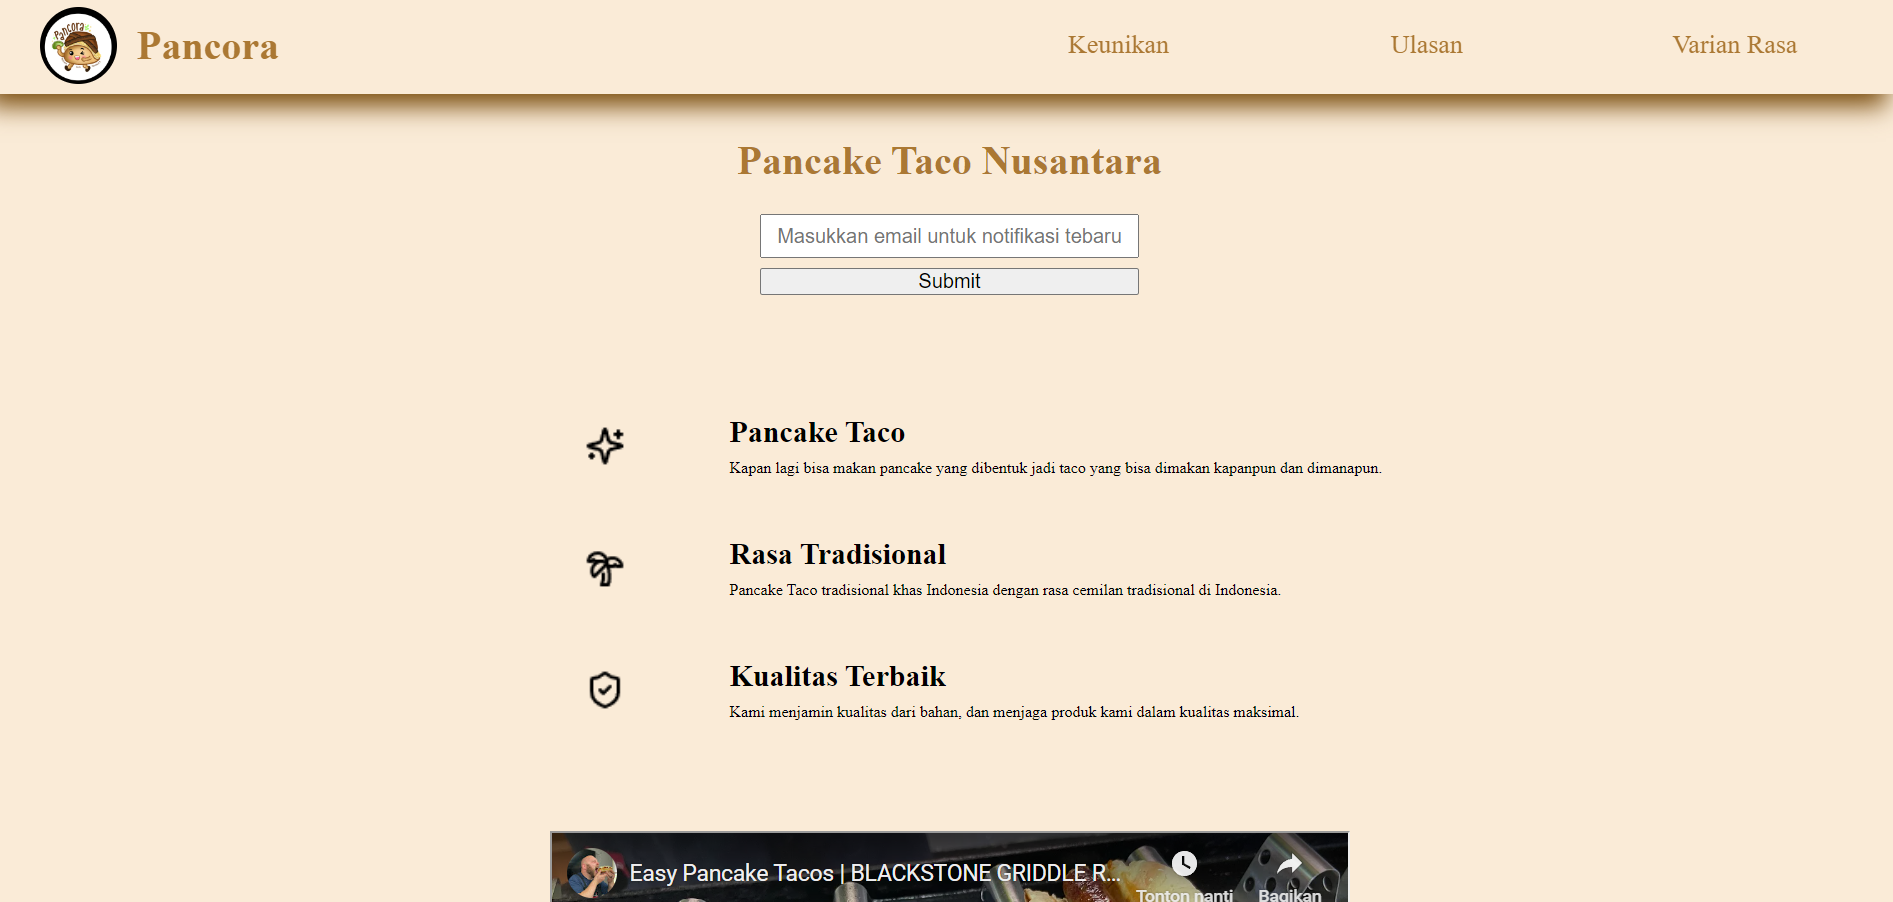 Pancora
Pancora
Keunikan
Ulasan
Varian Rasa
Pancake Taco Nusantara
Masukkan email untuk notifikasi tebaru
Submit
Pancake Taco
Kapan lagi bisa makan pancake yang dibentuk jadi taco yang bisa dimakan kapanpun dan dimanapun.
Rasa Tradisional
Pancake Taco tradisional khas Indonesia dengan rasa cemilan tradisional di Indonesia.
Kualitas Terbaik
Kami menjamin kualitas dari bahan, dan menjaga produk kami dalam kualitas maksimal.
Easy Pancake Tacos | BLACKSTONE GRIDDLE R...
Tonton nanti
Bagikan